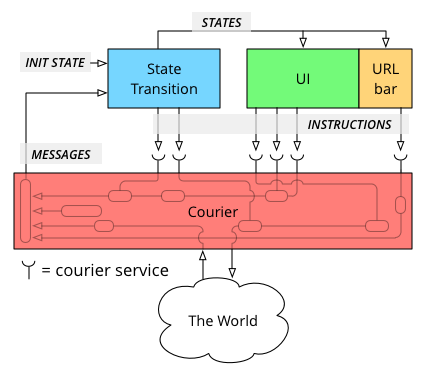 STATES
INIT STATE
State
Transition
UI
URL
bar
INSTRUCTIONS
MESSAGES
Courier
= courier service
The World